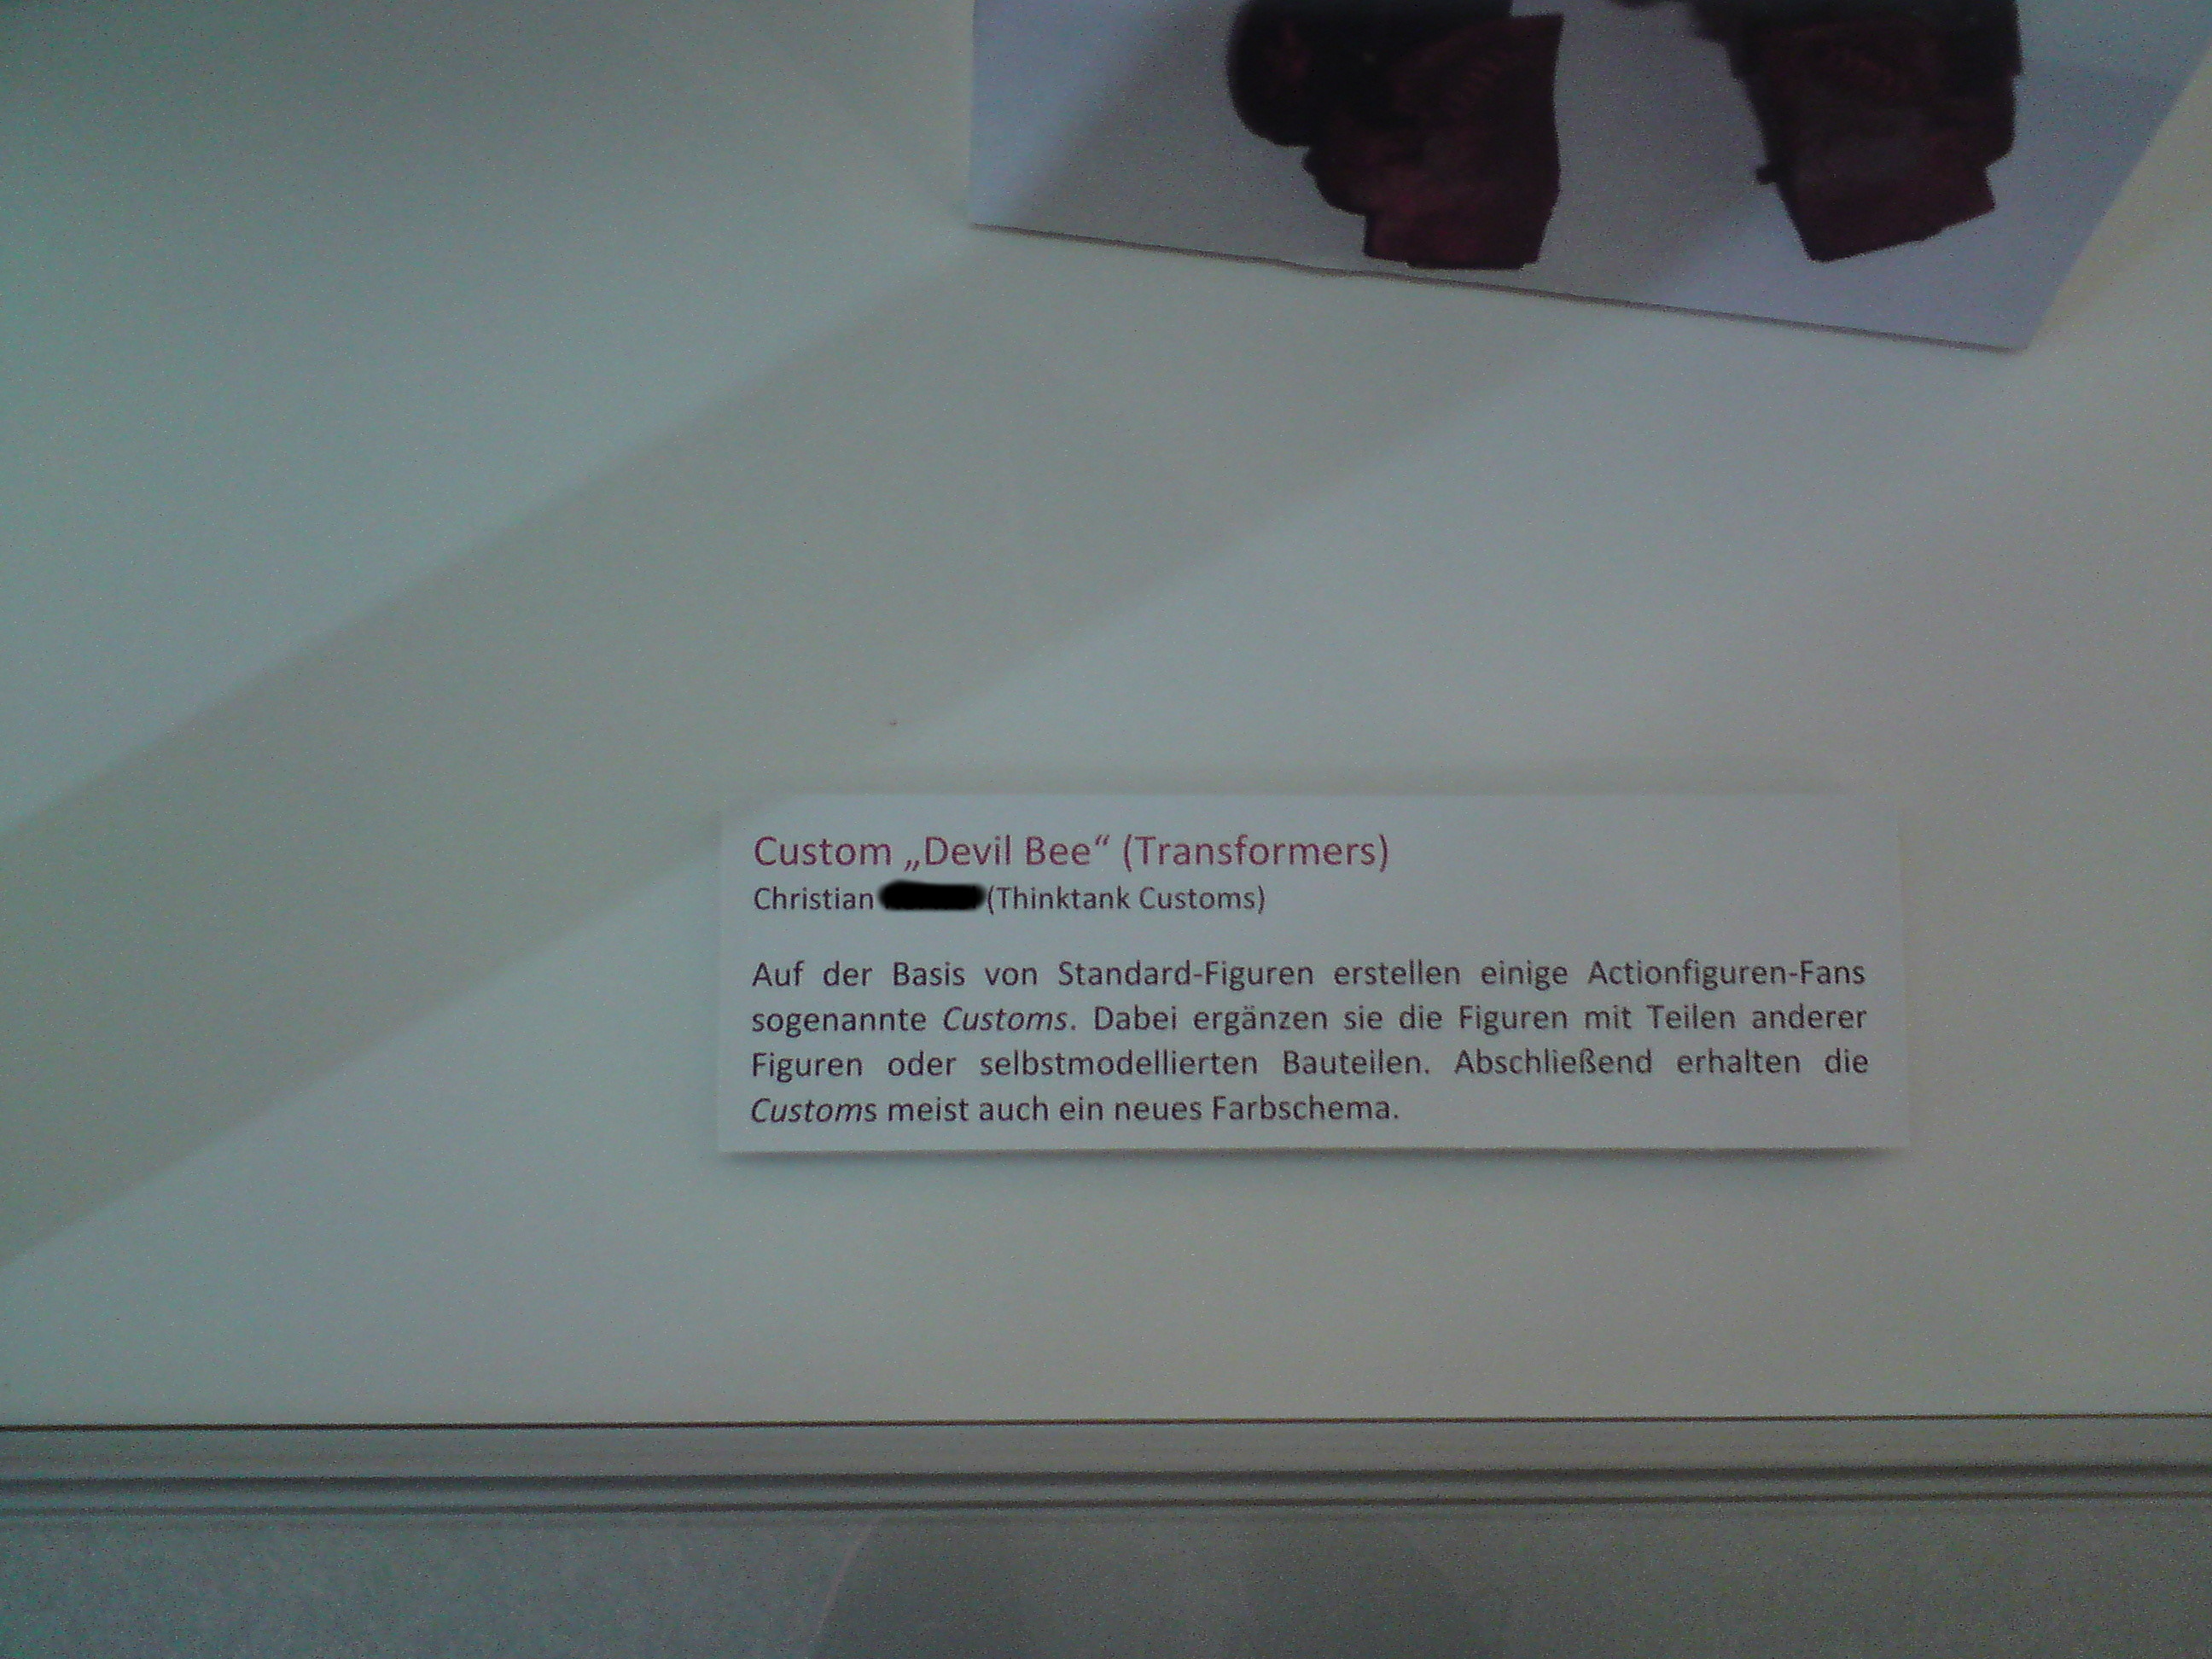 Custom „Devil Bee“ (Transformers)
Christian (Thinktank Customs)
Auf der Basis von Standard-Figuren erstellen einige Actionfiguren-Fans
sogenannte Customs. Dabei ergänzen sie die Figuren mit Teilen anderer
Figuren oder selbstmodellierten Bauteilen. Abschließend erhalten die
Customs meist auch ein neues Farbschema.